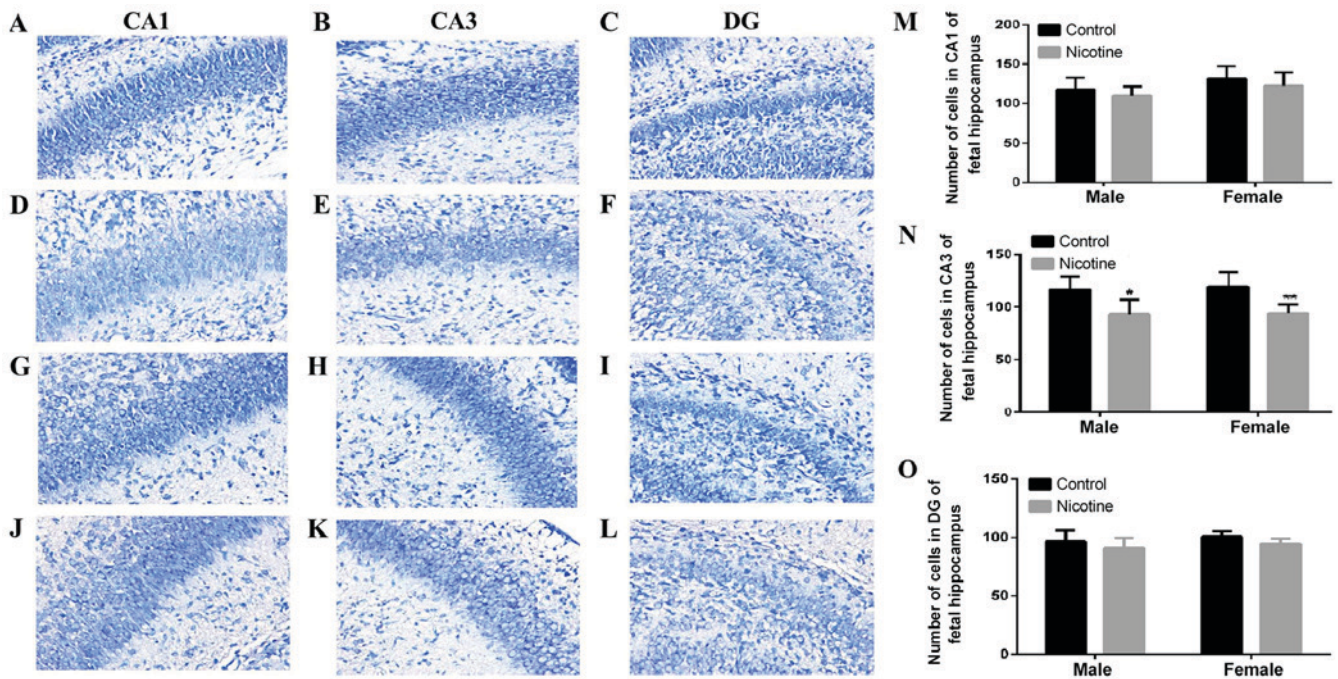 A CA1 B CA3 C DG
D E F
G H I
J K L
M
Number of cells in CA1 of
fetal hippocampus
200
150
100
50
0
Control
Nicotine
Male Female
N
Number of cels in CA3 of
fetal hippocampus
150
100
50
0
Control
Nicotine
* **
Male Female
O
Number of cells in DG of
fetal hippocampus
150
100
50
0
Control
Nicotine
Male Female